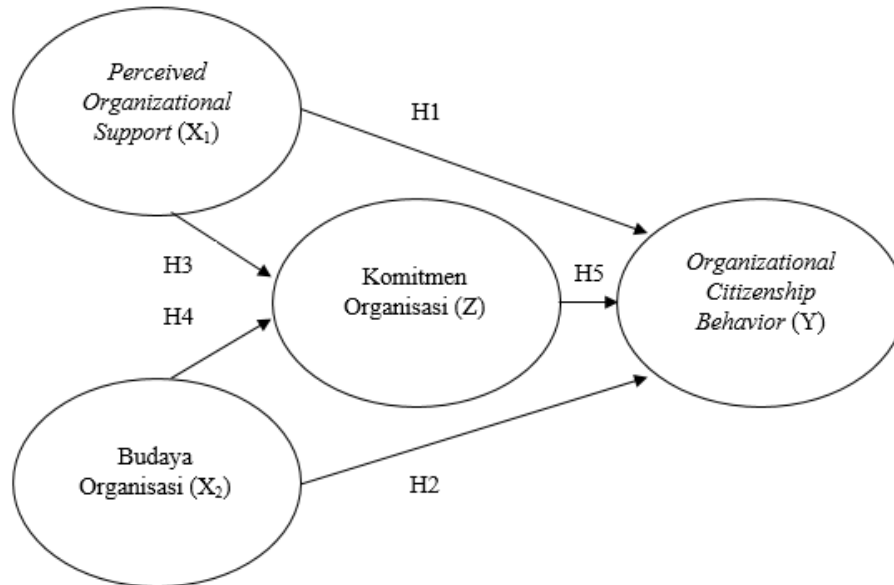 Perceived
Organizational
Support (X₁)
H1
H3
Komitmen
Organisasi (Z)
H5
Organizational
Citizenship
Behavior (Y)
H4
Budaya
Organisasi (X₂)
H2